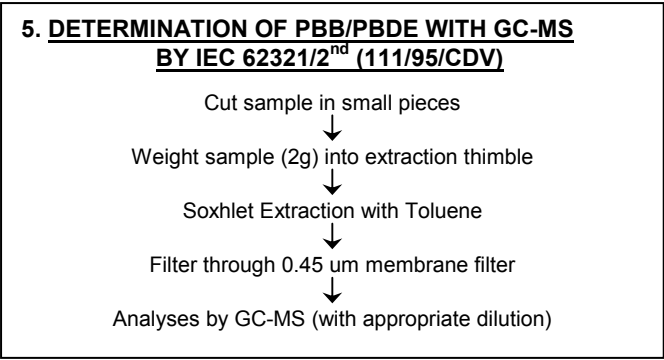 5. DETERMINATION OF PBB/PBDE WITH GC-MS
BY IEC 62321/2nd (111/95/CDV)
Cut sample in small pieces
Weight sample (2g) into extraction thimble
Soxhlet Extraction with Toluene
Filter through 0.45 um membrane filter
Analyses by GC-MS (with appropriate dilution)